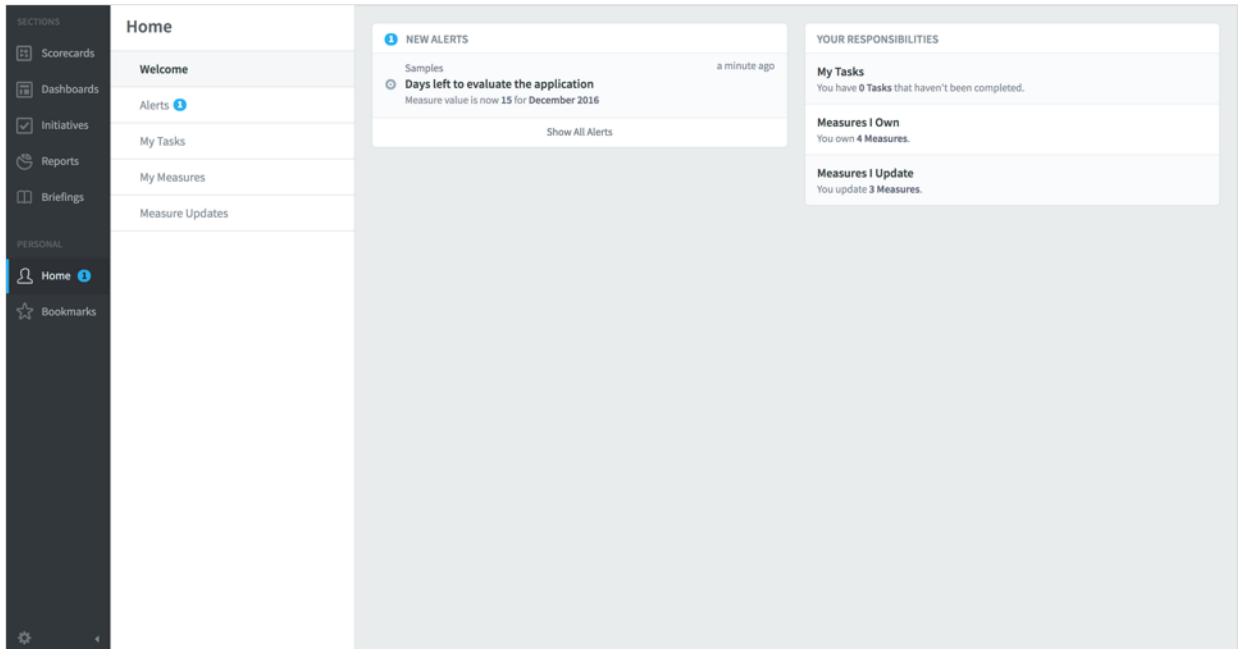 SECTIONS
Scorecards
Dashboards
Initiatives
Reports
Briefings
PERSONAL
Home 1
Bookmarks
Home
Welcome
Alerts 1
My Tasks
My Measures
Measure Updates
1 NEW ALERTS
Samples
a minute ago
Days left to evaluate the application
Measure value is now 15 for December 2016
Show All Alerts
YOUR RESPONSIBILITIES
My Tasks
You have 0 Tasks that haven't been completed.
Measures I Own
You own 4 Measures.
Measures I Update
You update 3 Measures.